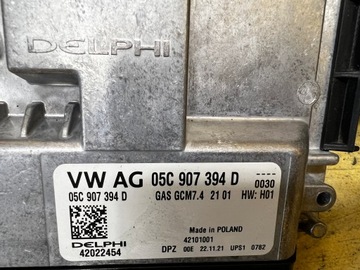 DELPHI
VW AG 05C 907 394 D
----
0030
05C 907 394 D GAS GCM7.4 21 01 HW: H01
Made in POLAND
42101001
DELPHI DPZ 00E 22.11.21 UPS1 0782
42022454